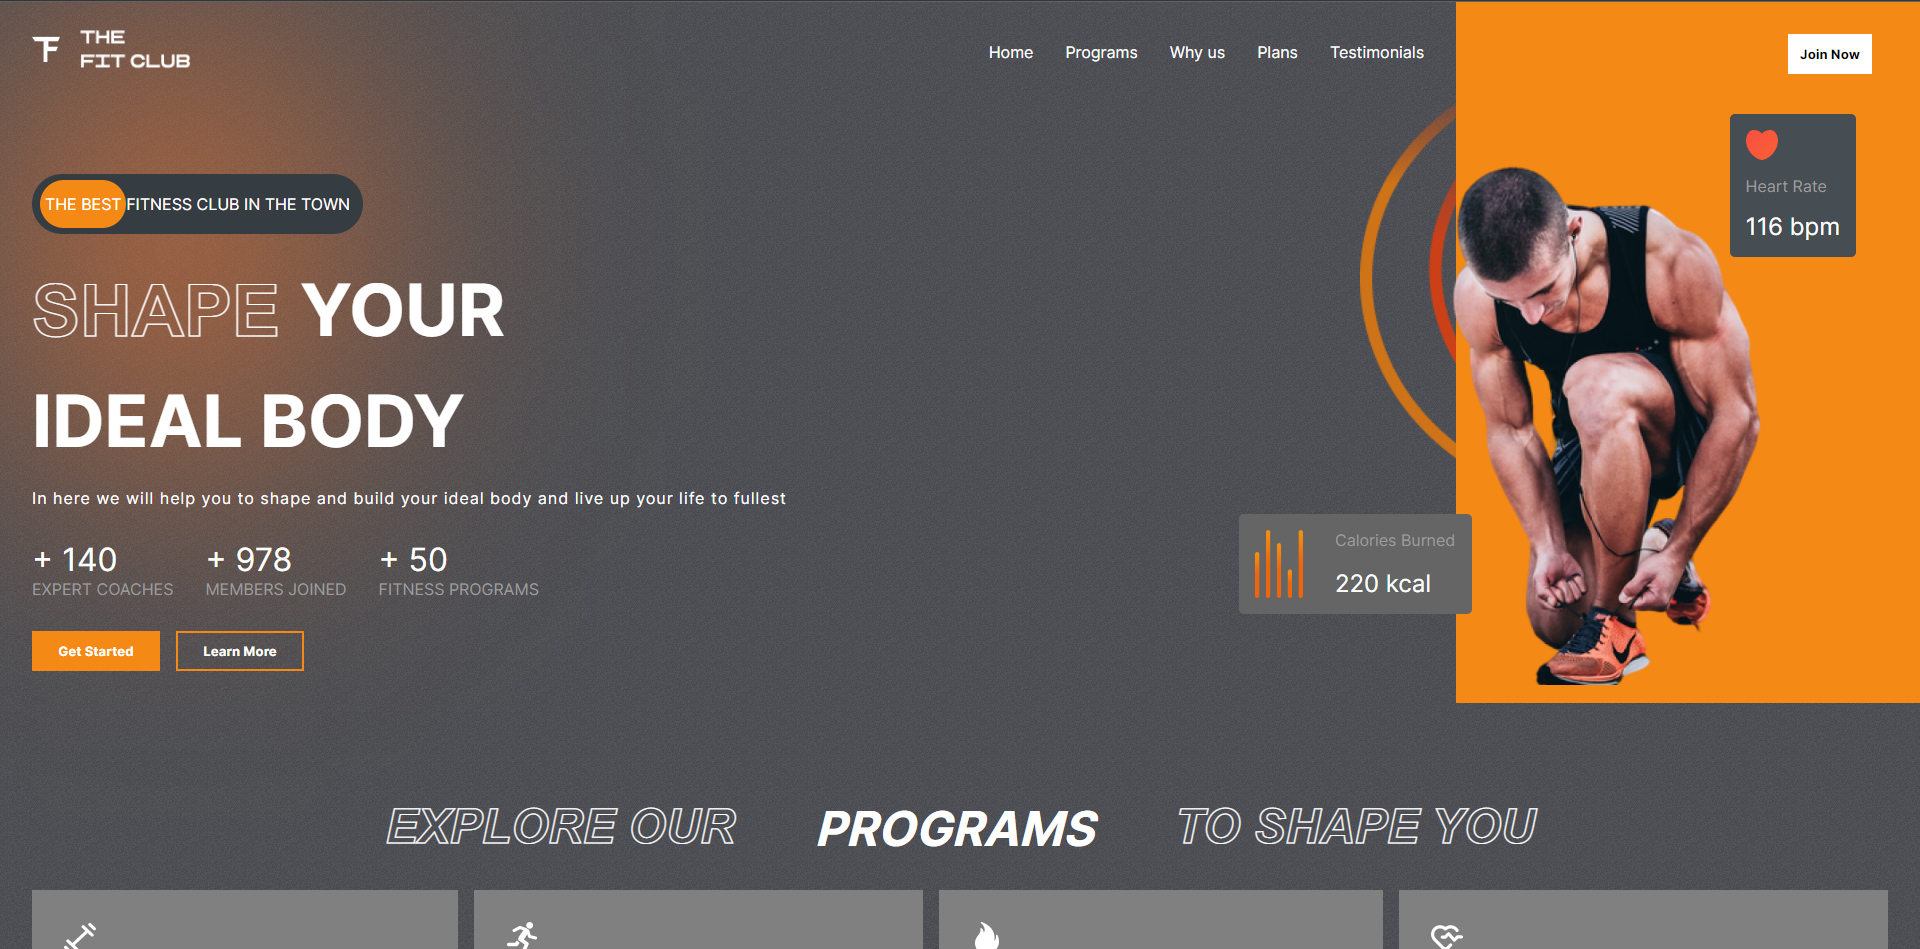 THE
FIT CLUB
Home
Programs
Why us
Plans
Testimonials
Join Now
Heart Rate
116 bpm
THE BEST FITNESS CLUB IN THE TOWN
SHAPE YOUR
IDEAL BODY
In here we will help you to shape and build your ideal body and live up your life to fullest
+ 140
EXPERT COACHES
+ 978
MEMBERS JOINED
+ 50
FITNESS PROGRAMS
Calories Burned
220 kcal
Get Started
Learn More
EXPLORE OUR PROGRAMS TO SHAPE YOU